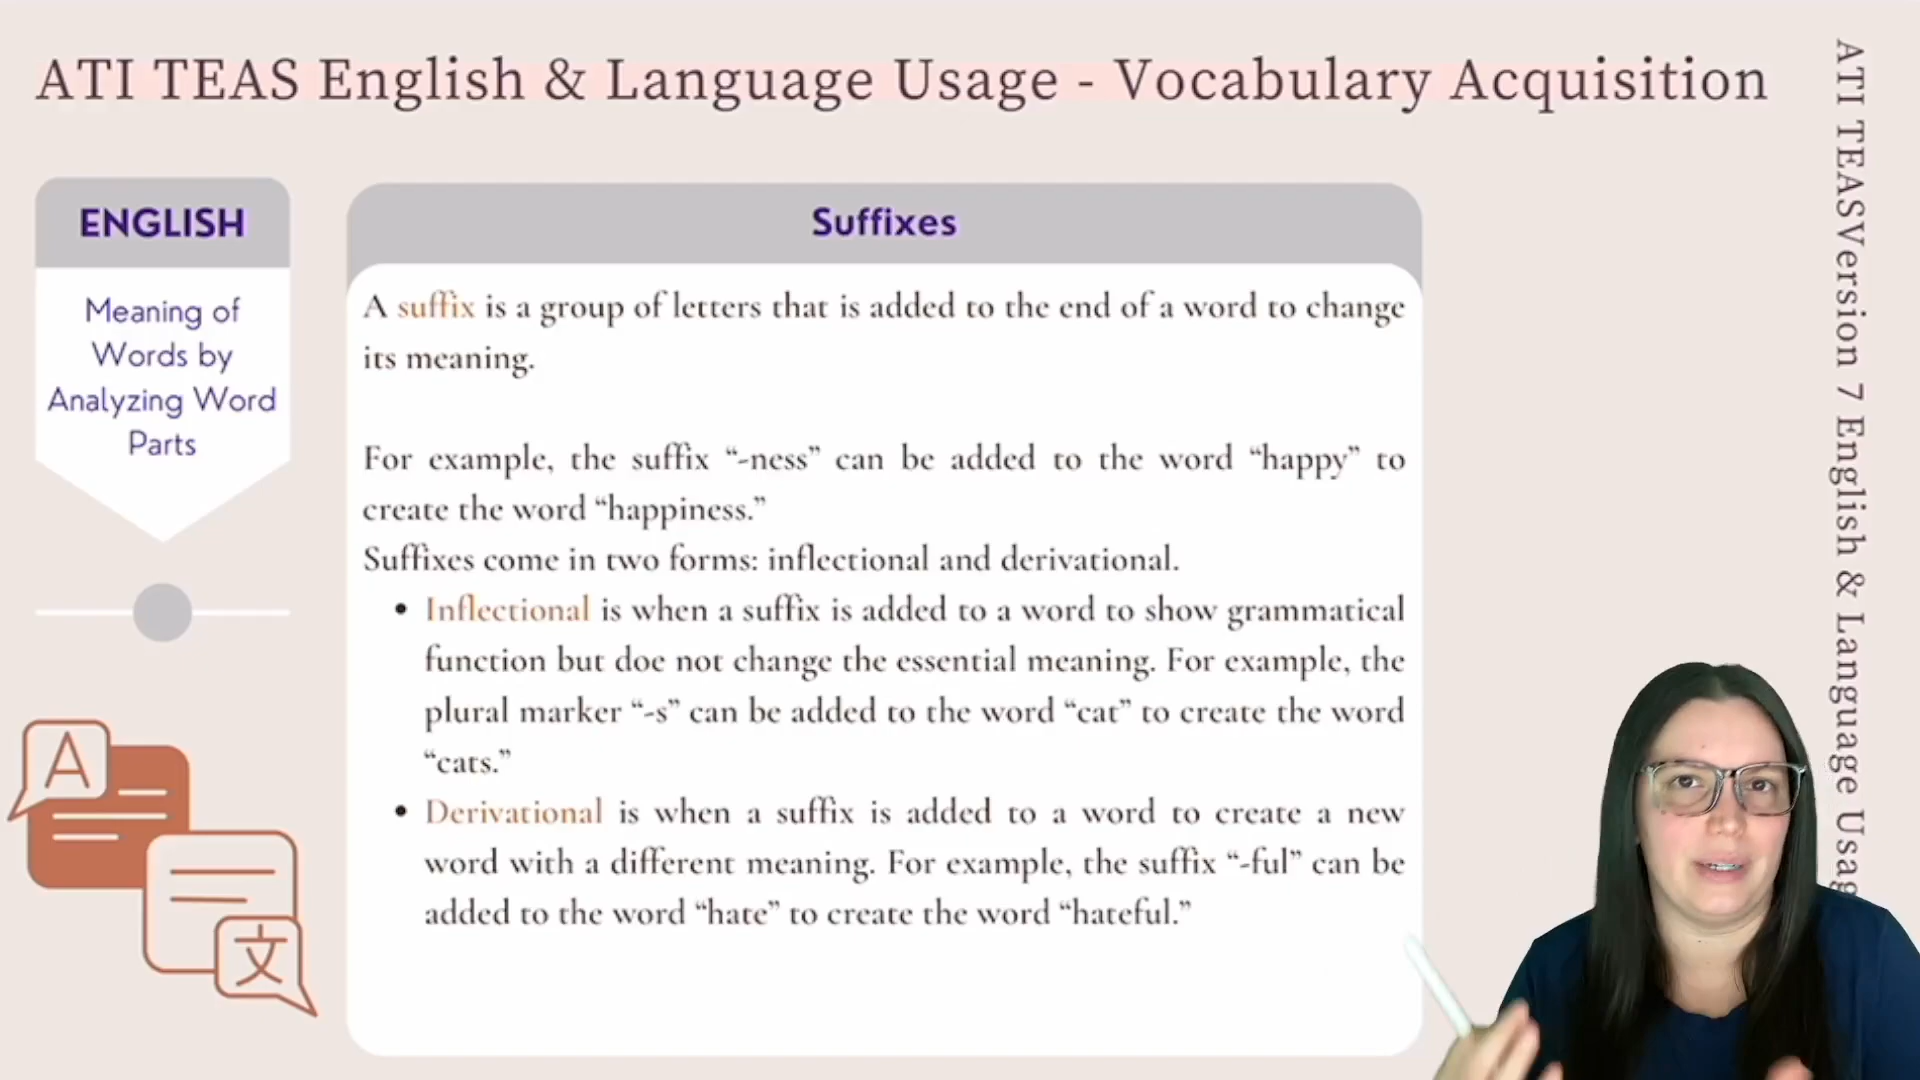 ATI TEAS English & Language Usage - Vocabulary Acquisition
ENGLISH
Meaning of
Words by
Analyzing Word
Parts
A
文
Suffixes
A suffix is a group of letters that is added to the end of a word to change
its meaning.
For example, the suffix “-ness” can be added to the word “happy” to
create the word “happiness.”
Suffixes come in two forms: inflectional and derivational.
• Inflectional is when a suffix is added to a word to show grammatical
function but doe not change the essential meaning. For example, the
plural marker “-s” can be added to the word “cat” to create the word
“cats.”
• Derivational is when a suffix is added to a word to create a new
word with a different meaning. For example, the suffix “-ful” can be
added to the word “hate” to create the word “hateful.”
ATI TEASVersion 7 English & Language Usag